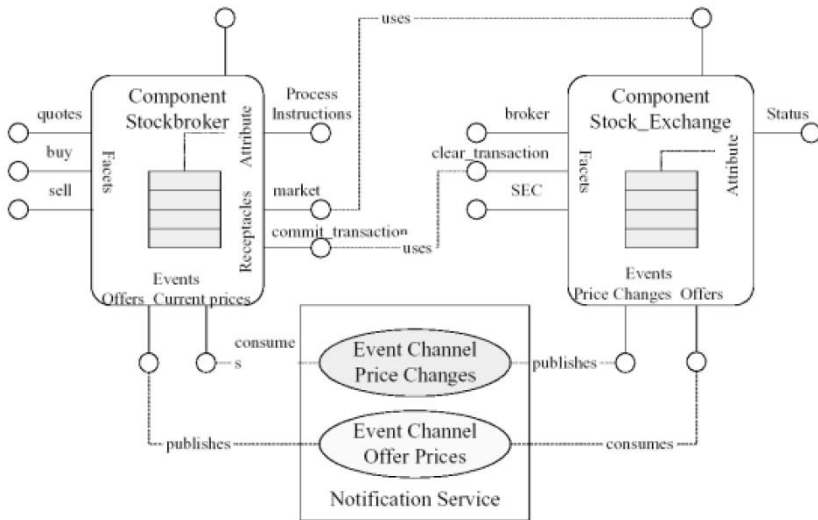 uses
Component
Stockbroker
Process
Instructions
quotes
buy
sell
Facets
Attribute
Receptacles
market
commit_transaction
uses
Events
Offers Current prices
Component
Stock_Exchange
broker
clear_transaction
SEC
Facets
Attribute
Status
Events
Price Changes Offers
consume
s
Event Channel
Price Changes
publishes
publishes
Event Channel
Offer Prices
consumes
Notification Service